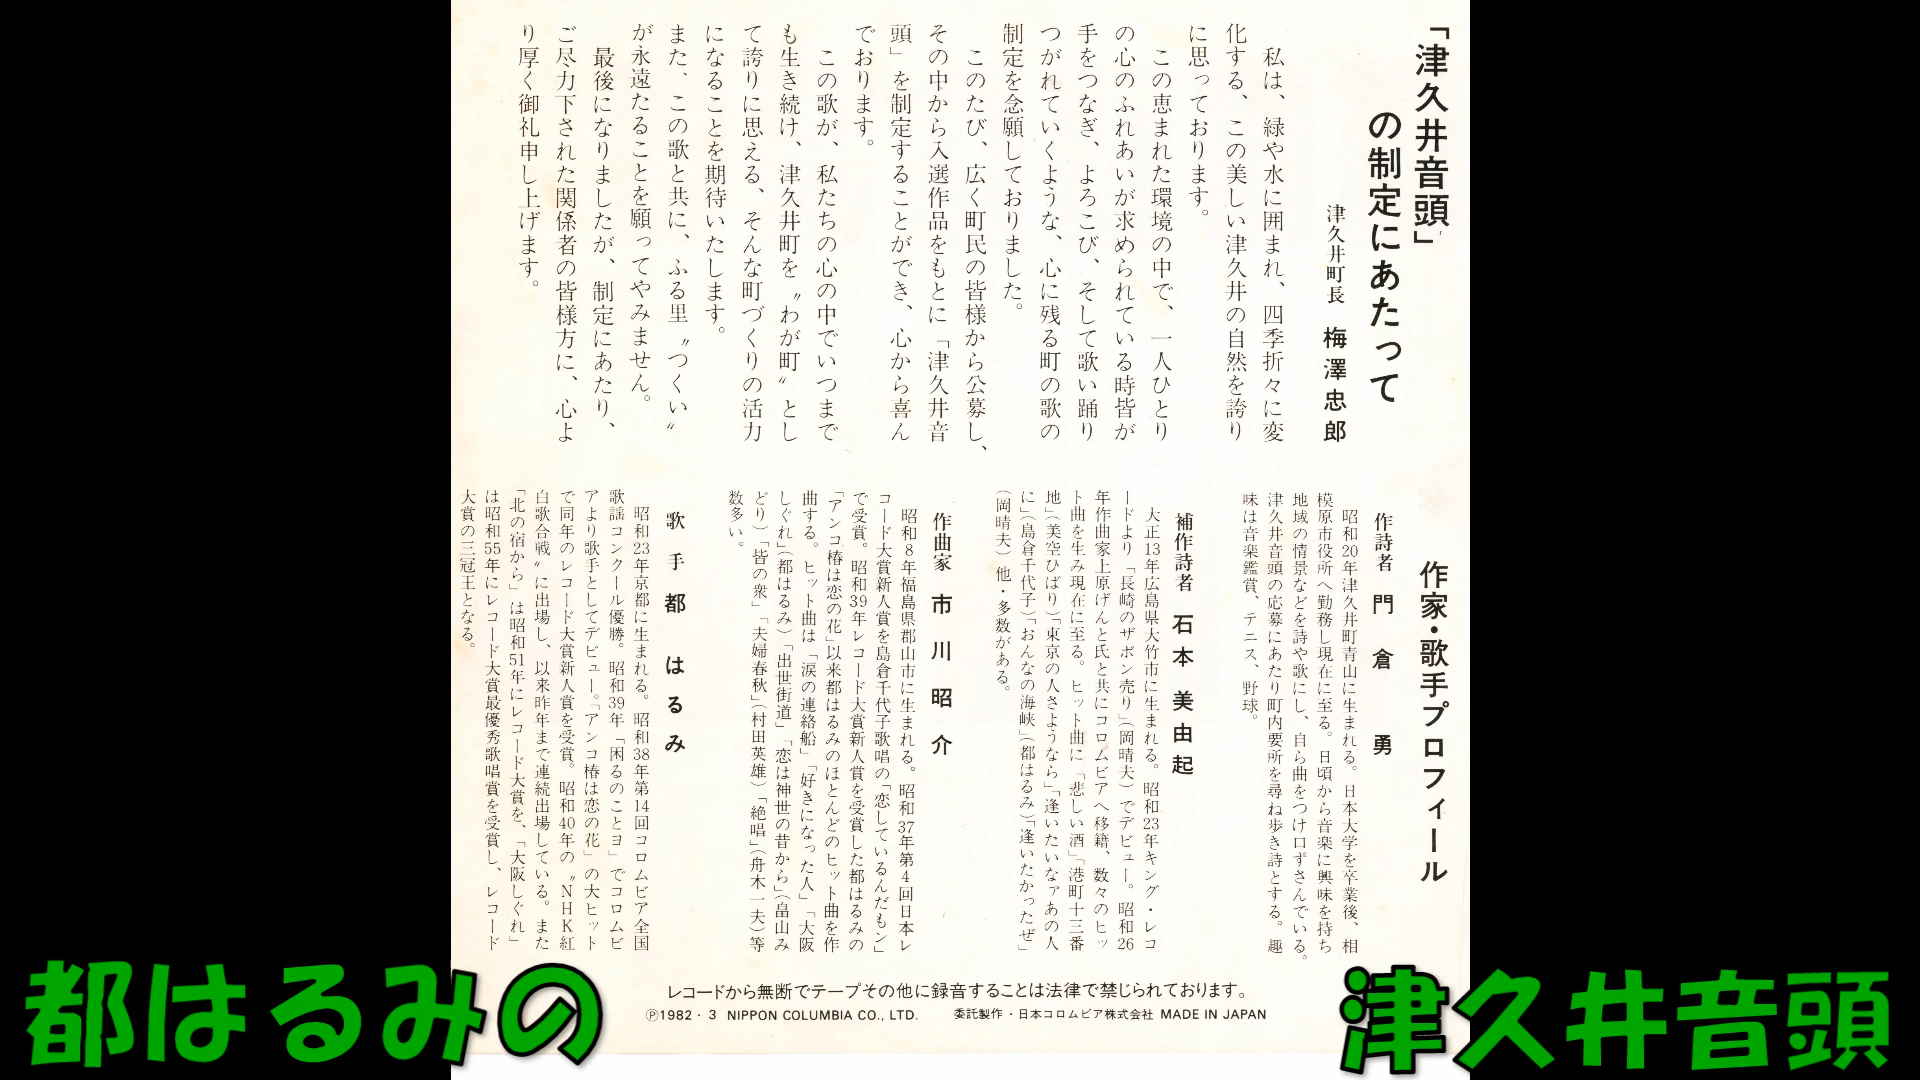 「津久井音頭」
の制定にあたって
津久井町長 梅澤忠郎
私は、緑や水に囲まれ、四季折々に変
化する、この美しい津久井の自然を誇り
に思っております。
この恵まれた環境の中で、一人ひとり
の心のふれあいが求められている時皆が
手をつなぎ、よろこび、そして歌い踊り
つがれていくような、心に残る町の歌の
制定を念願しておりました。
このたび、広く町民の皆様から公募し、
その中から入選作品をもとに「津久井音
頭」を制定することができ、心から喜ん
でおります。
この歌が、私たちの心の中でいつまで
も生き続け、津久井町を〝わが町〟とし
て誇りに思える、そんな町づくりの活力
になることを期待いたします。
また、この歌と共に、ふる里〝つくい〟
が永遠たることを願ってやみません。
最後になりましたが、制定にあたり、
ご尽力下された関係者の皆様方に、心よ
り厚く御礼申し上げます。
作家・歌手プロフィール
作詩者 門倉勇
昭和20年津久井町青山に生まれる。日本大学を卒業後、相
模原市役所へ勤務し現在に至る。日頃から音楽に興味を持ち
地域の情景などを詩や歌にし、自ら曲をつけ口ずさんでいる。
津久井音頭の応募にあたり町内要所を尋ね歩き詩とする。趣
味は音楽鑑賞、テニス、野球。
補作詩者 石本美由起
大正13年広島県大竹市に生まれる。昭和23年キング・レコ
ードより「長崎のザボン売り」(岡晴夫)でデビュー。昭和26
年作曲家上原げんと氏と共にコロムビアへ移籍、数々のヒッ
ト曲を生み現在に至る。ヒット曲に「悲しい酒」「港町十三番
地」(美空ひばり)「東京の人さようなら」「逢いたいなァあの人
に」(島倉千代子)「おんなの海峡」(都はるみ)「逢いたかったぜ」
(岡晴夫)他・多数がある。
作曲家 市川昭介
昭和8年福島県郡山市に生まれる。昭和37年第4回日本レ
コード大賞新人賞を島倉千代子歌唱の「恋しているんだもン」
で受賞。昭和39年レコード大賞新人賞を受賞した都はるみの
「アンコ椿は恋の花」以来都はるみのほとんどのヒット曲を作
曲する。ヒット曲は「涙の連絡船」「好きになった人」「大阪
しぐれ」(都はるみ)「出世街道」「恋は神世の昔から」(畠山み
どり)「皆の衆」「夫婦春秋」(村田英雄)「絶唱」(舟木一夫)等
数多い。
歌手 都はるみ
昭和23年京都に生まれる。昭和38年第14回コロムビア全国
歌謡コンクール優勝。昭和39年「困るのことヨ」でコロムビ
アより歌手としてデビュー。「アンコ椿は恋の花」の大ヒット
で同年のレコード大賞新人賞を受賞。昭和40年の〝NHK紅
白歌合戦〟に出場し、以来昨年まで連続出場している。また
「北の宿から」は昭和51年にレコード大賞を、「大阪しぐれ」
は昭和55年にレコード大賞最優秀歌唱賞を受賞し、レコード
大賞の三冠王となる。
レコードから無断でテープその他に録音することは法律で禁じられております。
Ⓟ1982・3 NIPPON COLUMBIA CO., LTD. 委託製作・日本コロムビア株式会社 MADE IN JAPAN
都はるみの
津久井音頭